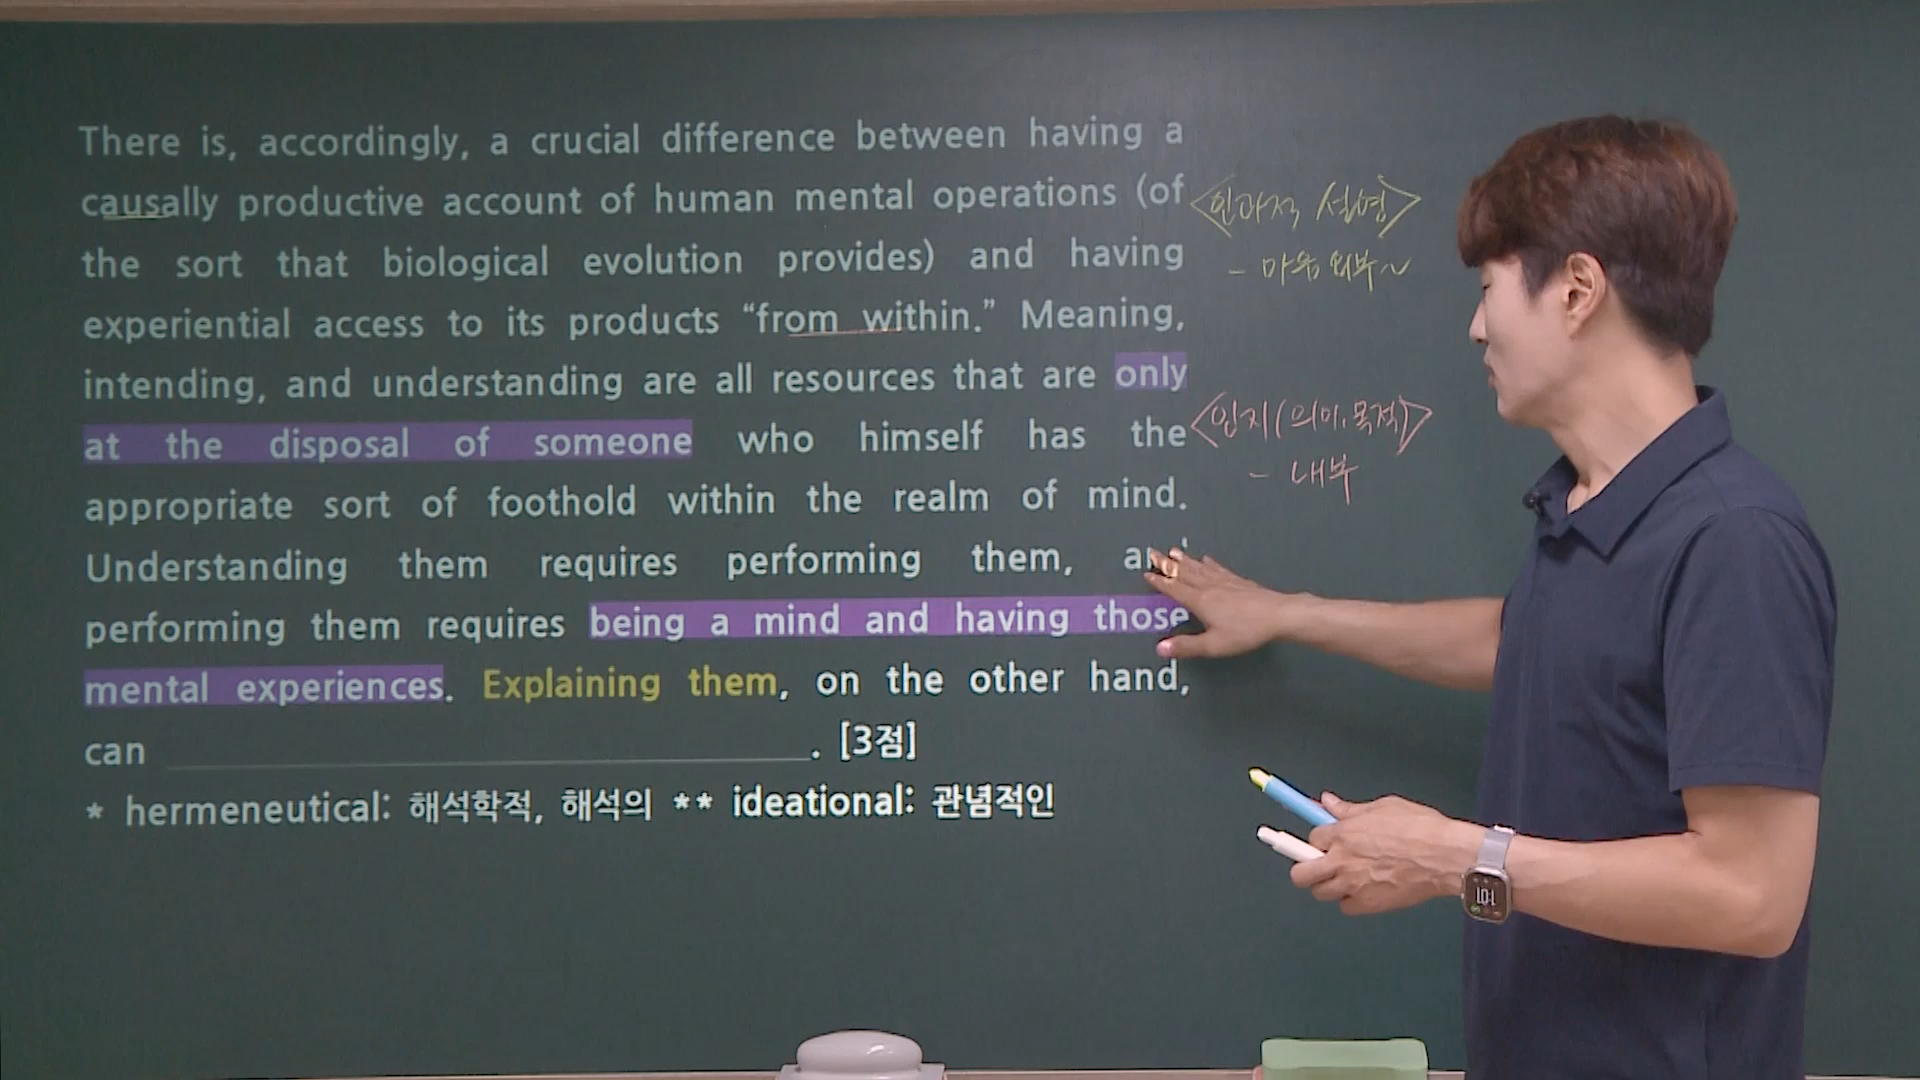 There is, accordingly, a crucial difference between having a
causally productive account of human mental operations (of
the sort that biological evolution provides) and having
experiential access to its products “from within.” Meaning,
intending, and understanding are all resources that are only
at the disposal of someone who himself has the
appropriate sort of foothold within the realm of mind.
Understanding them requires performing them, and
performing them requires being a mind and having those
mental experiences. Explaining them, on the other hand,
can ______. [3점]
* hermeneutical: 해석학적, 해석의 ** ideational: 관념적인
<인과적 설명>
- 마음 외부~
<인지(의미, 목적)>
- 내부
1:01